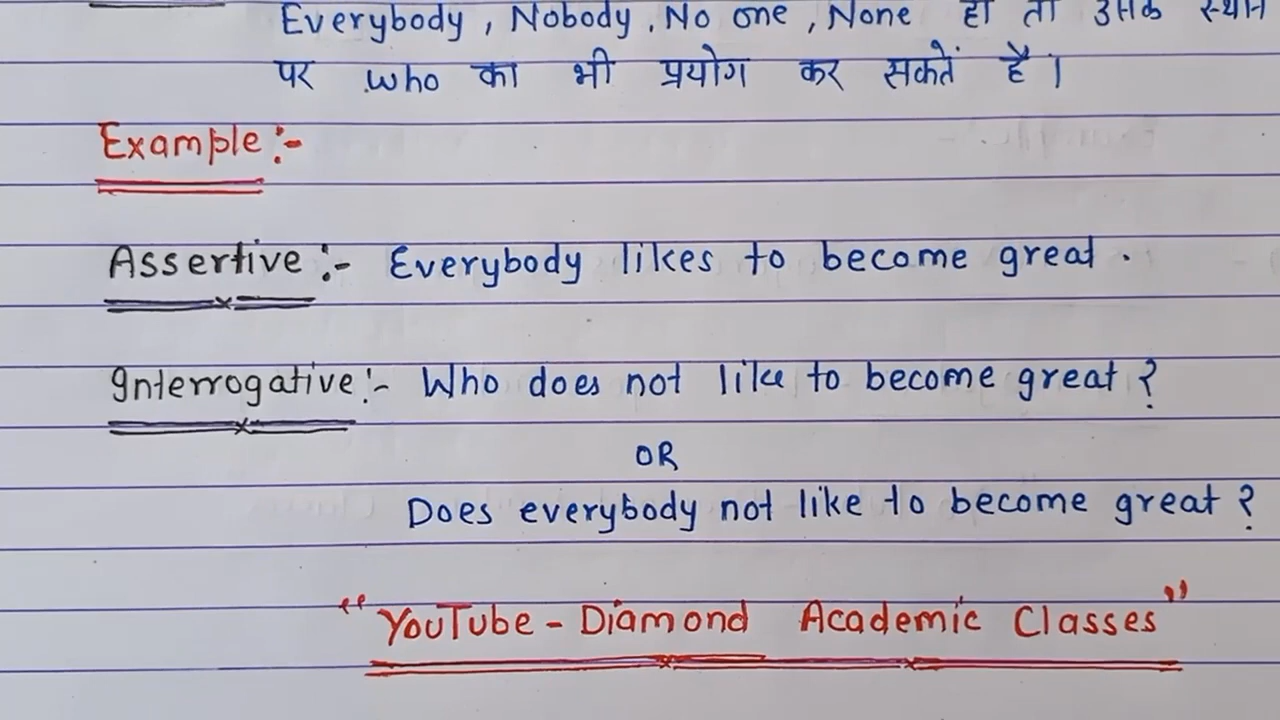 Everybody, Nobody, No one, None हो तो उसके स्थान
पर who का भी प्रयोग कर सकतें है।
Example:-
Assertive:- Everybody likes to become great.
Interrogative:- Who does not like to become great?
OR
Does everybody not like to become great?
"YouTube - Diamond Academic Classes"